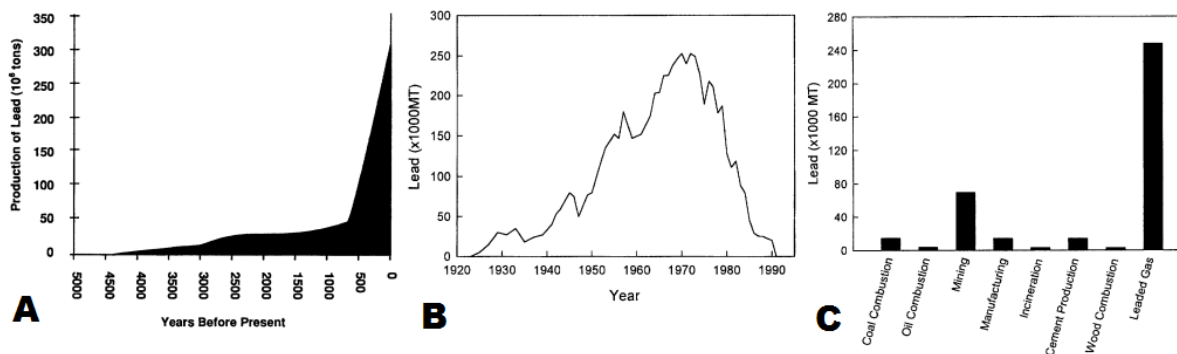 Production of Lead (10⁶ tons)
350
300
250
200
150
100
50
0
5000
4500
4000
3500
3000
2500
2000
1500
1000
500
0
Years Before Present
A
Lead (x1000MT)
300
250
200
150
100
50
0
1920
1930
1940
1950
1960
1970
1980
1990
Year
B
Lead (x1000 MT)
280
240
200
160
120
80
40
0
Coal Combustion
Oil Combustion
Mining
Manufacturing
Incineration
Cement Production
Wood Combustion
Leaded Gas
C